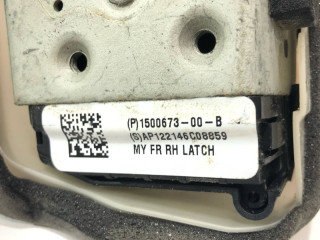 (P)1500673-00-B
(S)AP122146C08859
MY FR RH LATCH